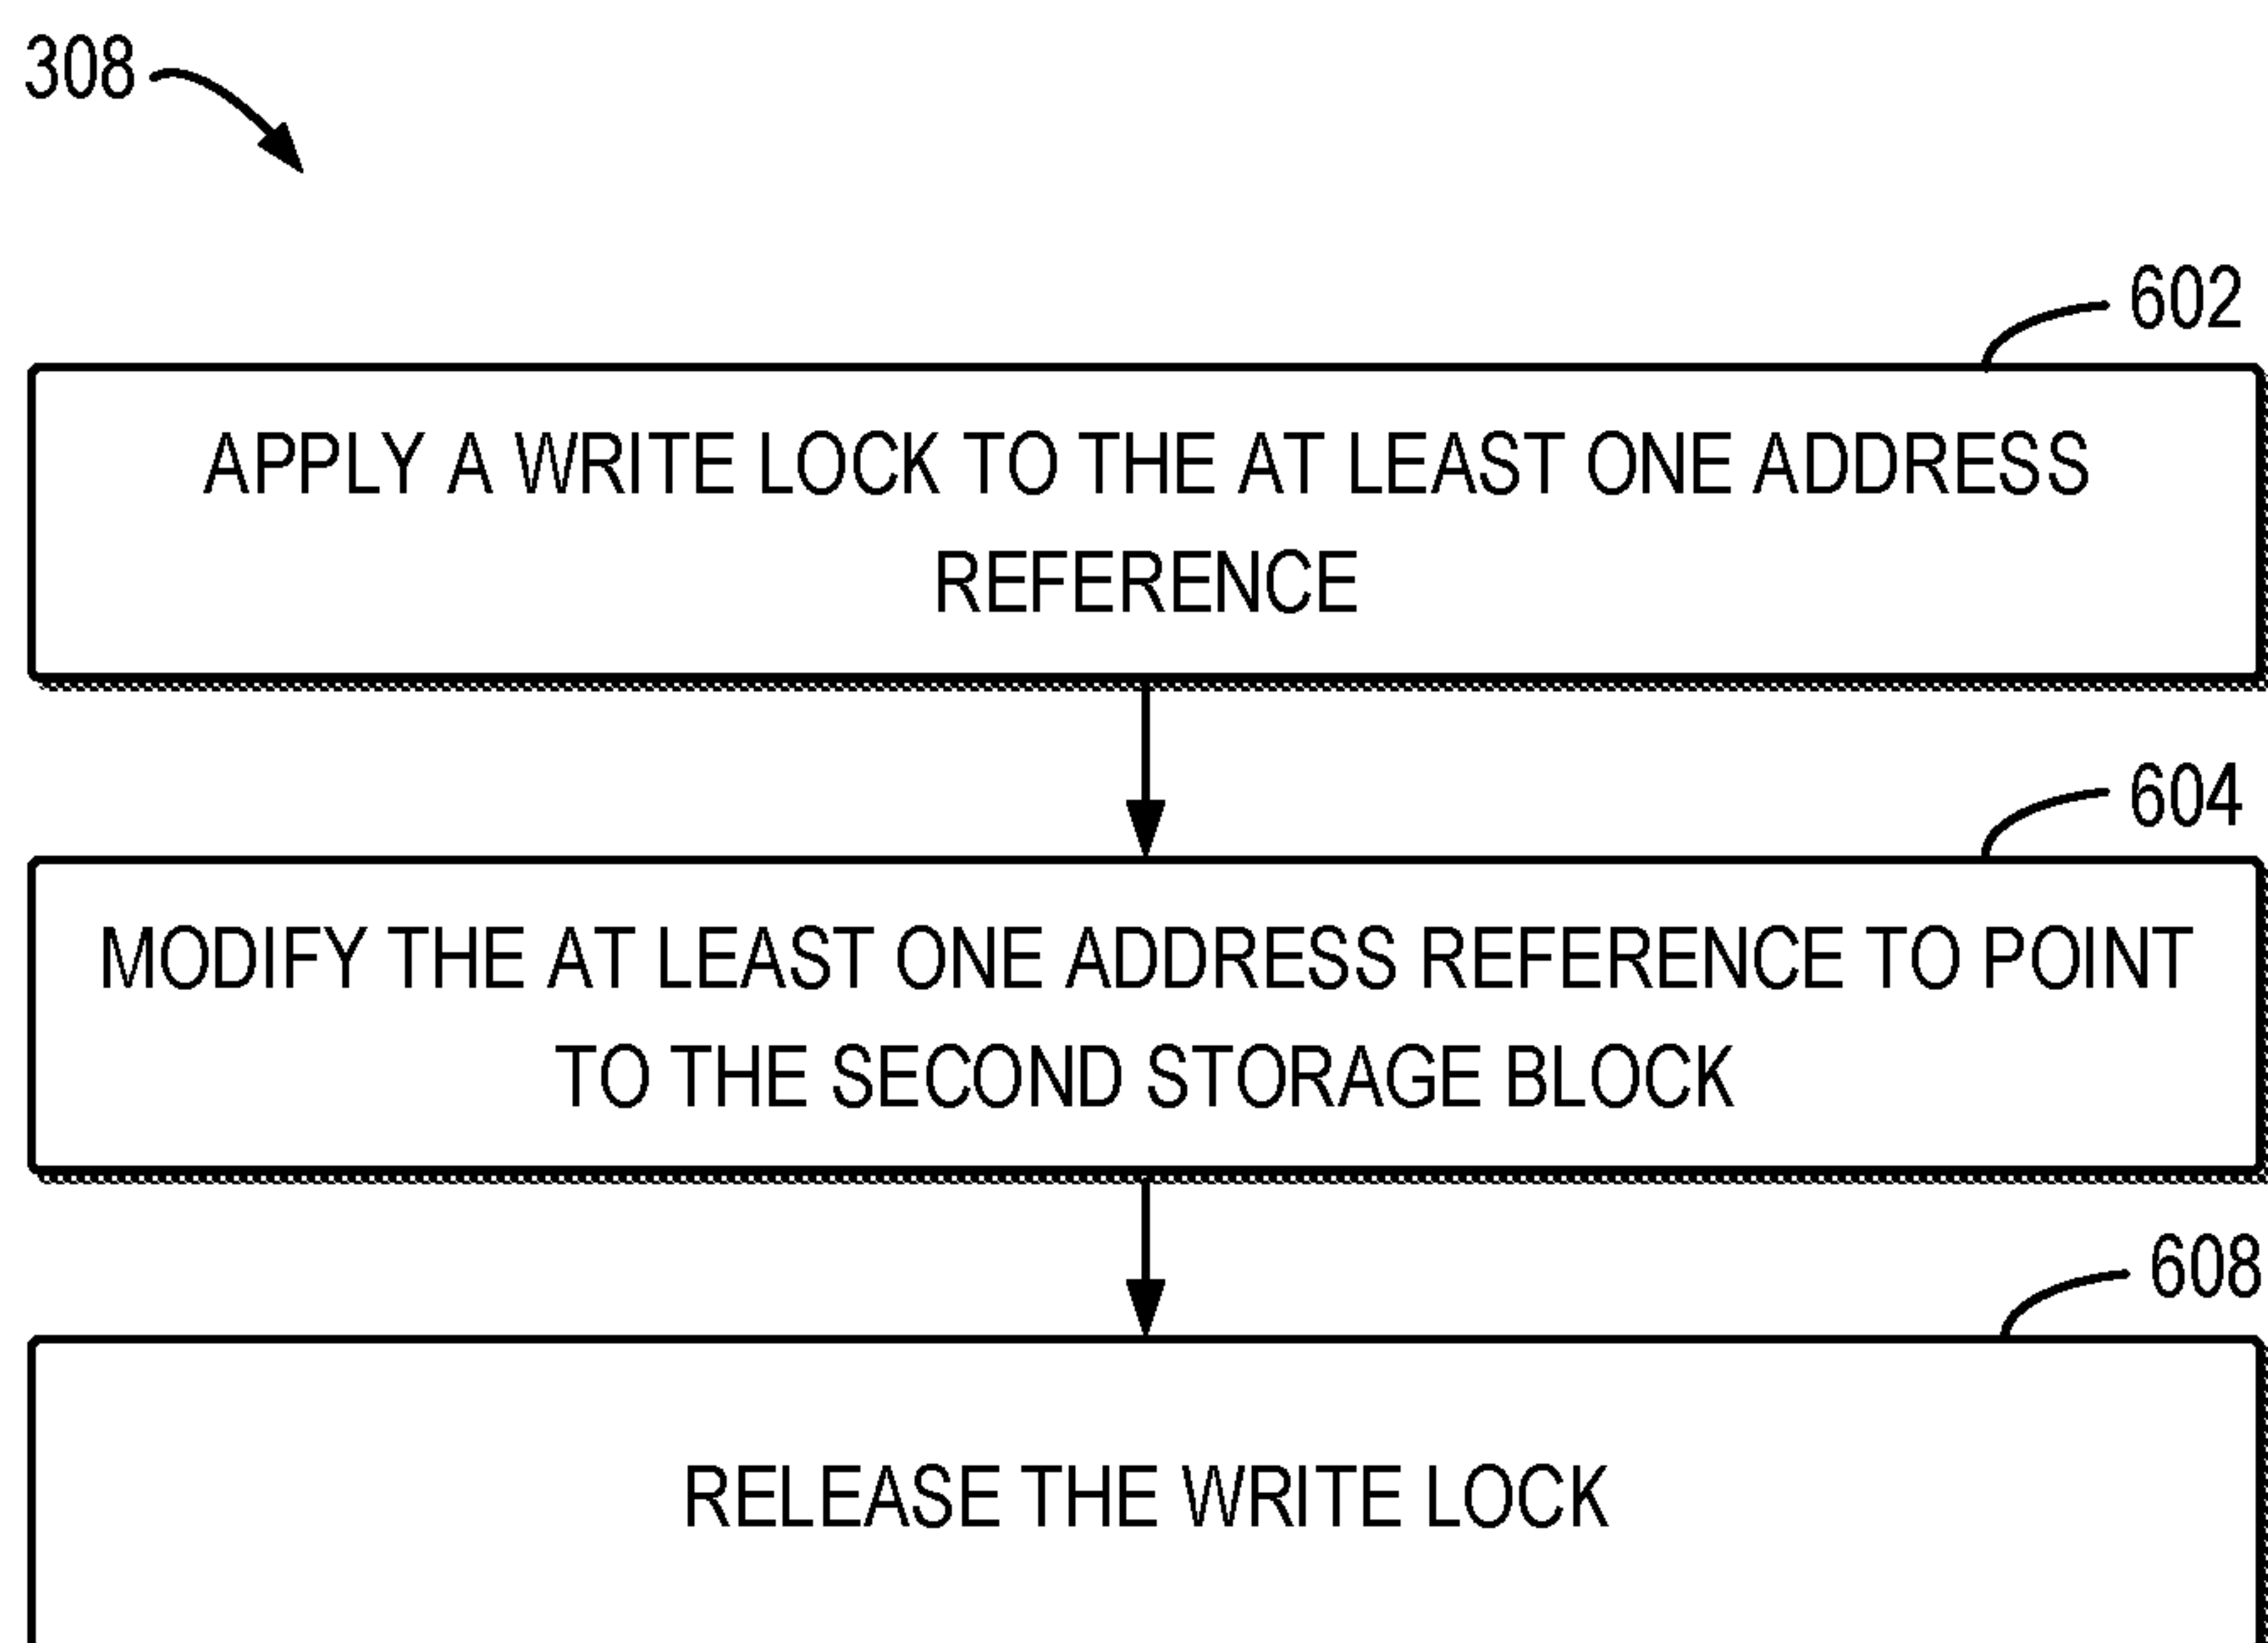 308
602
APPLY A WRITE LOCK TO THE AT LEAST ONE ADDRESS
REFERENCE
604
MODIFY THE AT LEAST ONE ADDRESS REFERENCE TO POINT
TO THE SECOND STORAGE BLOCK
608
RELEASE THE WRITE LOCK